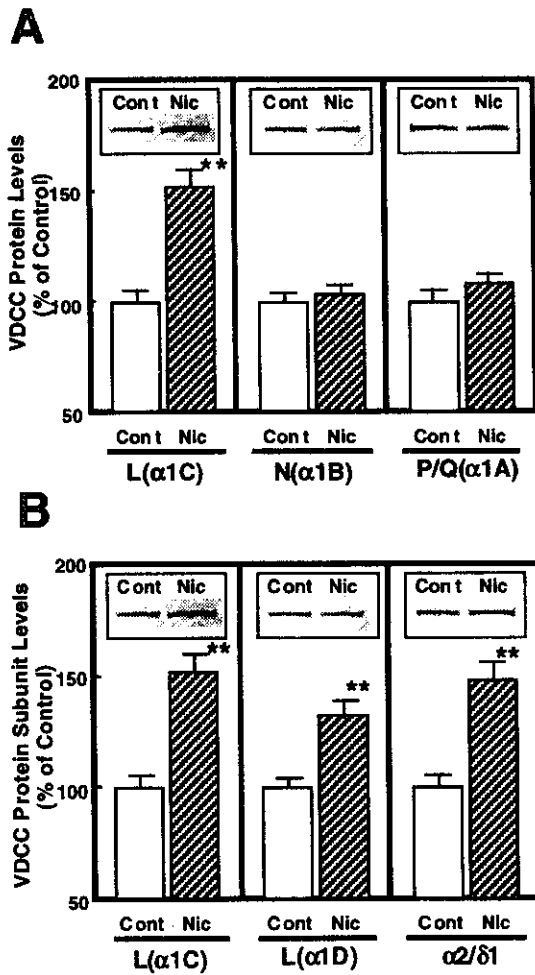 A
VDCC Protein Levels
(% of Control)
200
150
100
50
Cont Nic
Cont Nic
Cont Nic
**
Cont Nic
Cont Nic
Cont Nic
L(α1C)
N(α1B)
P/Q(α1A)
B
VDCC Protein Subunit Levels
(% of Control)
200
150
100
50
Cont Nic
Cont Nic
Cont Nic
**
**
**
Cont Nic
Cont Nic
Cont Nic
L(α1C)
L(α1D)
α2/δ1